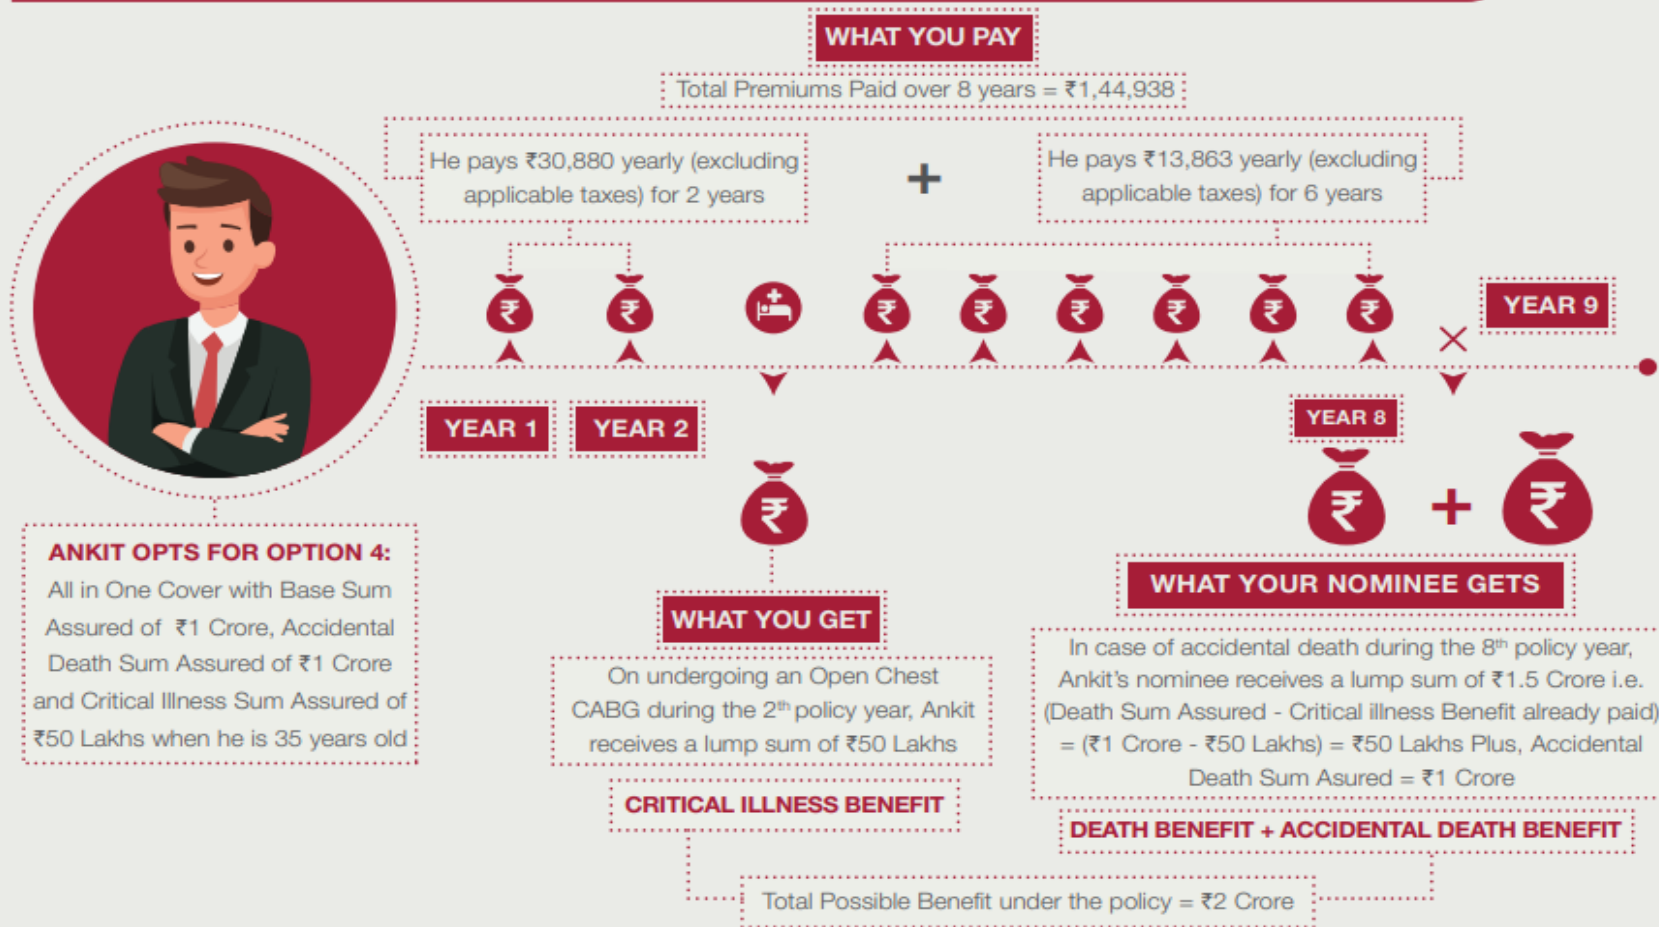 WHAT YOU PAY
Total Premiums Paid over 8 years = ₹1,44,938
He pays ₹30,880 yearly (excluding
applicable taxes) for 2 years
+
He pays ₹13,863 yearly (excluding
applicable taxes) for 6 years
₹ ₹ ₹ ₹ ₹ ₹ ₹ ₹
YEAR 9
YEAR 1
YEAR 2
YEAR 8
ANKIT OPTS FOR OPTION 4:
All in One Cover with Base Sum
Assured of ₹1 Crore, Accidental
Death Sum Assured of ₹1 Crore
and Critical Illness Sum Assured of
₹50 Lakhs when he is 35 years old
₹
WHAT YOU GET
On undergoing an Open Chest
CABG during the 2th policy year, Ankit
receives a lump sum of ₹50 Lakhs
CRITICAL ILLNESS BENEFIT
₹ + ₹
WHAT YOUR NOMINEE GETS
In case of accidental death during the 8th policy year,
Ankit's nominee receives a lump sum of ₹1.5 Crore i.e.
(Death Sum Assured - Critical illness Benefit already paid)
= (₹1 Crore - ₹50 Lakhs) = ₹50 Lakhs Plus, Accidental
Death Sum Asured = ₹1 Crore
DEATH BENEFIT + ACCIDENTAL DEATH BENEFIT
Total Possible Benefit under the policy = ₹2 Crore